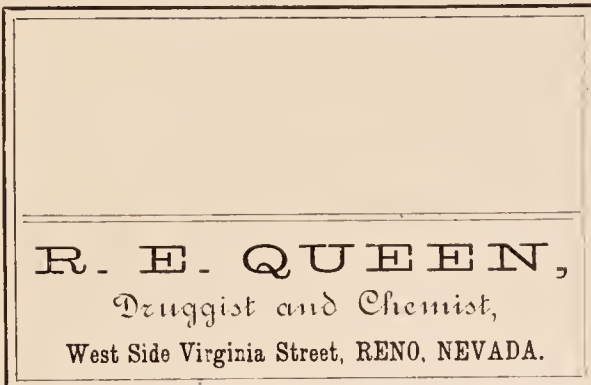 R. E. QUEEN,
Druggist and Chemist,
West Side Virginia Street, RENO, NEVADA.